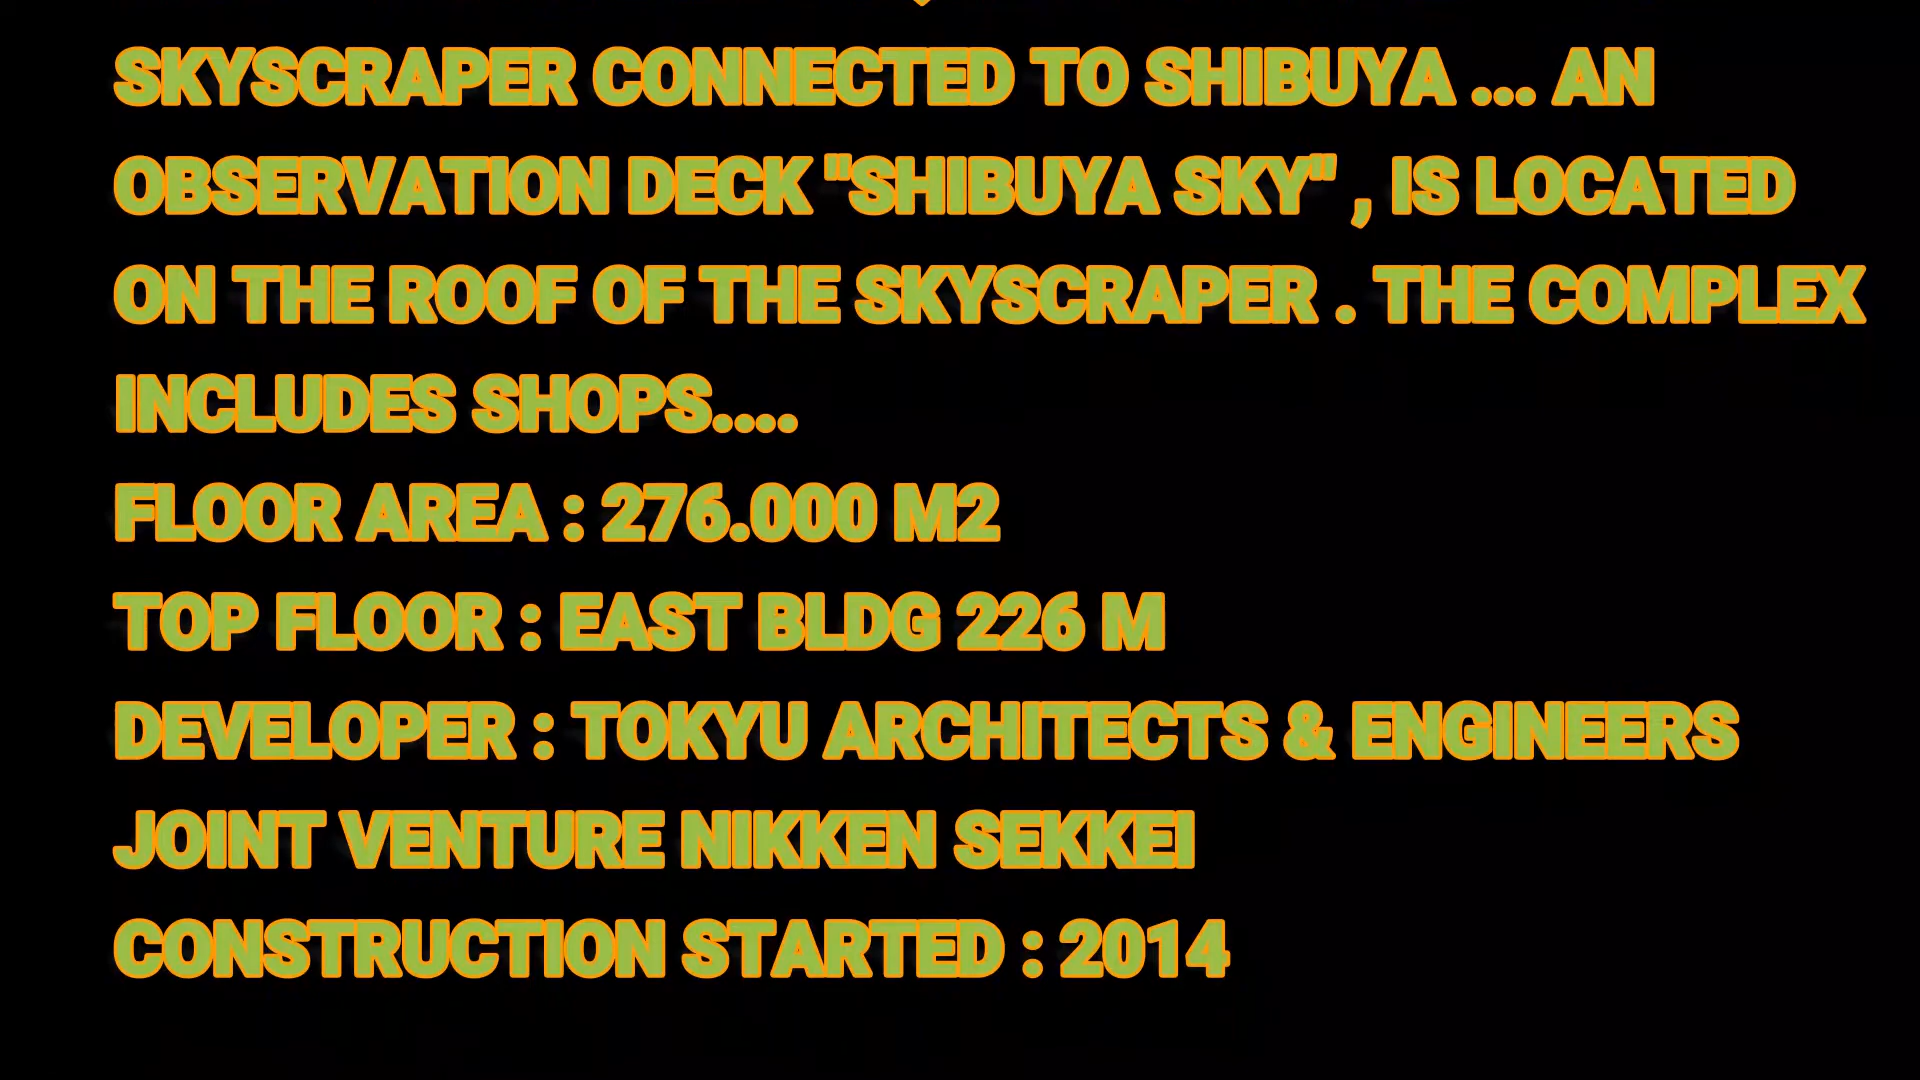 SKYSCRAPER CONNECTED TO SHIBUYA ... AN
OBSERVATION DECK "SHIBUYA SKY" , IS LOCATED
ON THE ROOF OF THE SKYSCRAPER . THE COMPLEX
INCLUDES SHOPS....
FLOOR AREA : 276.000 M2
TOP FLOOR : EAST BLDG 226 M
DEVELOPER : TOKYU ARCHITECTS & ENGINEERS
JOINT VENTURE NIKKEN SEKKEI
CONSTRUCTION STARTED : 2014